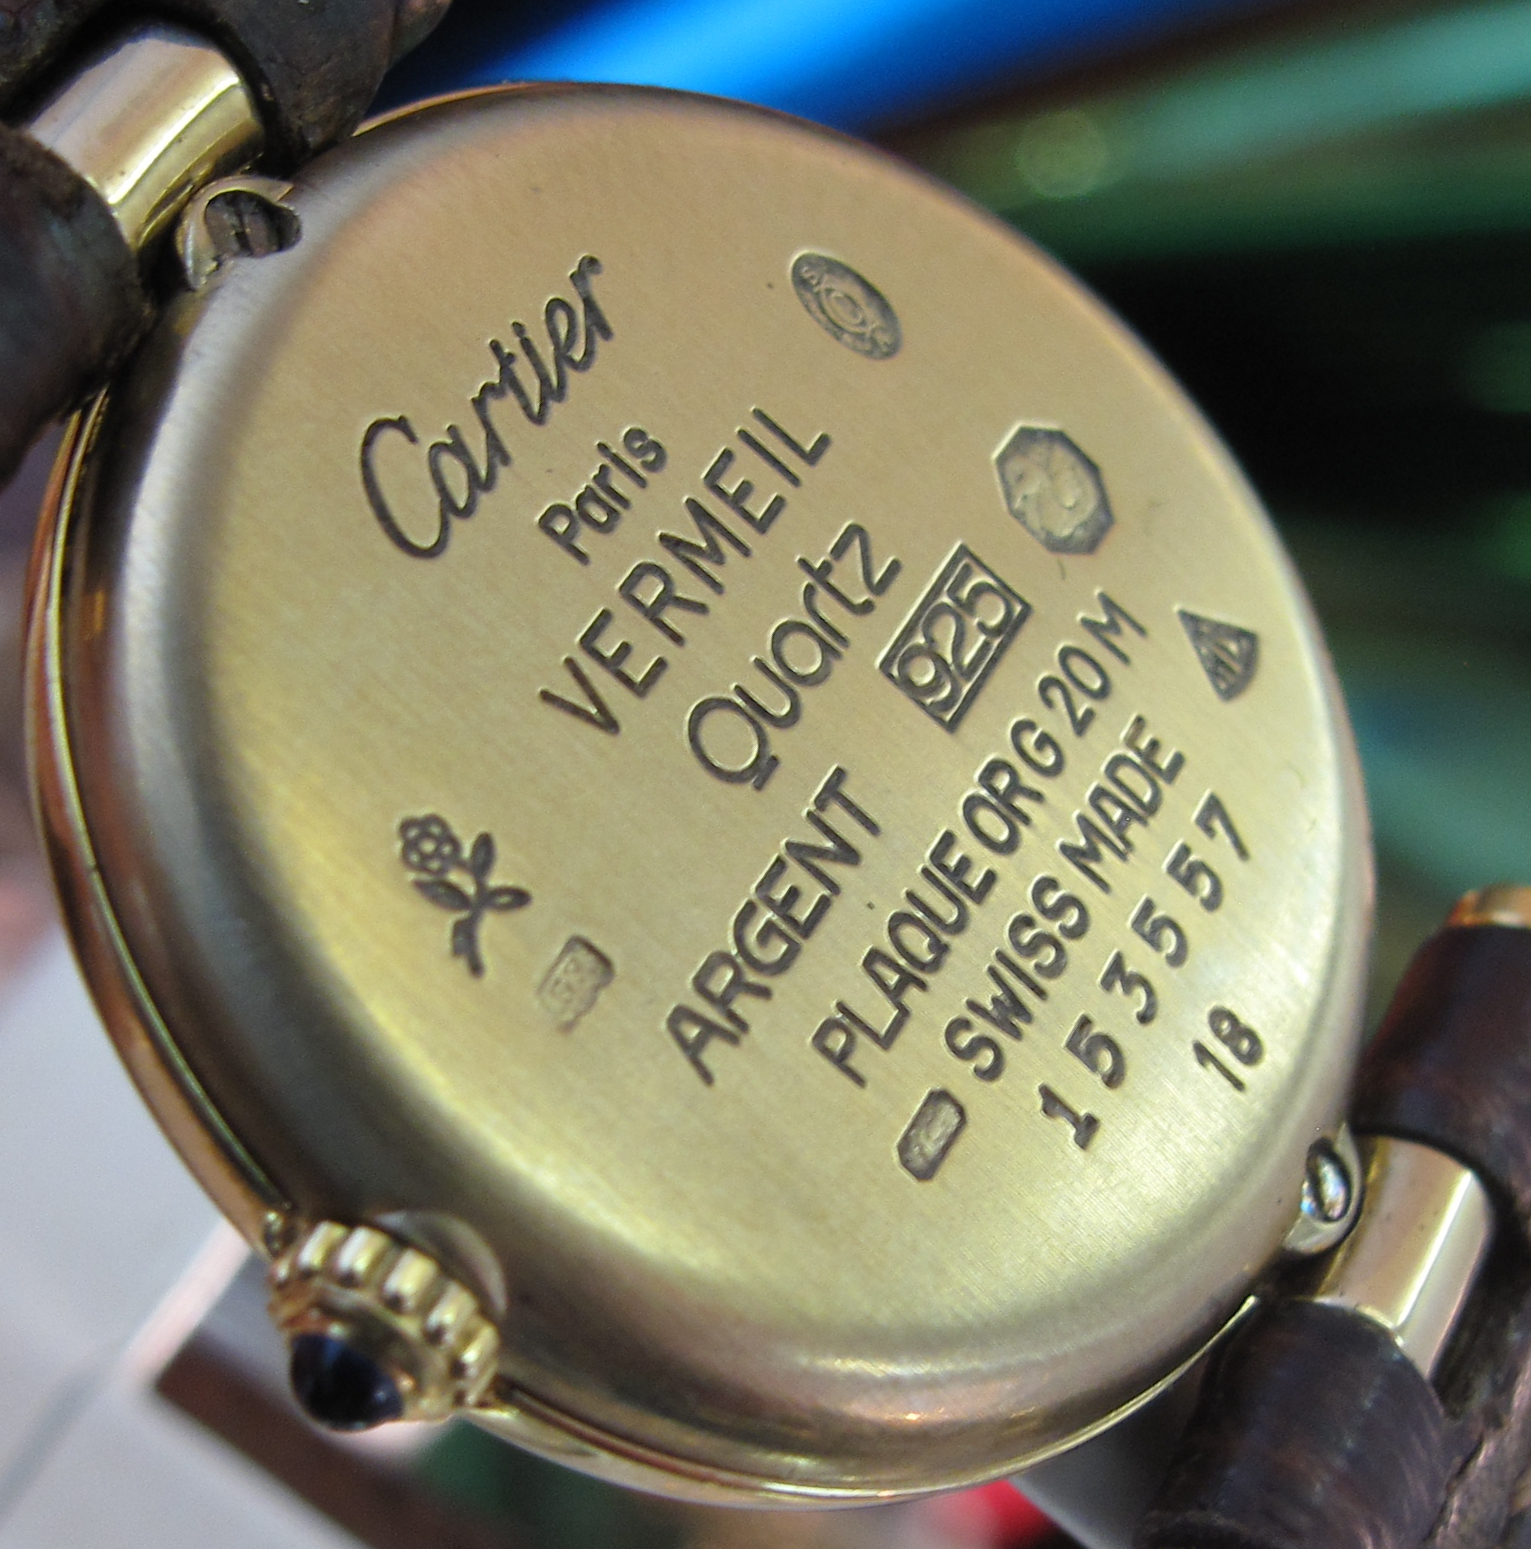 Cartier
Paris
VERMEIL
Quartz
925
ARGENT
PLAQUE OR G 20 M
SWISS MADE
153557
18